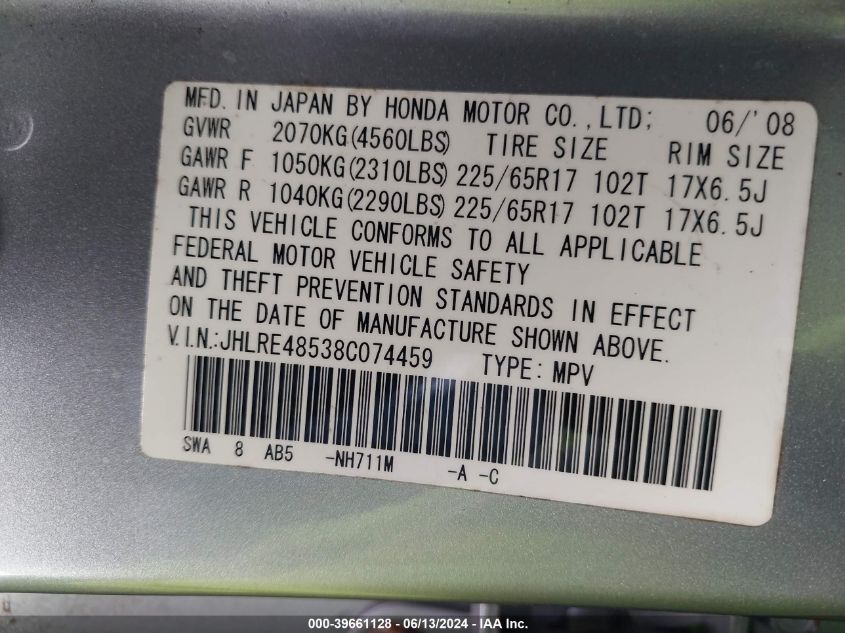 MFD. IN JAPAN BY HONDA MOTOR CO.,LTD; 06/'08
GVWR 2070KG(4560LBS) TIRE SIZE RIM SIZE
GAWR F 1050KG(2310LBS) 225/65R17 102T 17X6.5J
GAWR R 1040KG(2290LBS) 225/65R17 102T 17X6.5J
THIS VEHICLE CONFORMS TO ALL APPLICABLE
FEDERAL MOTOR VEHICLE SAFETY
AND THEFT PREVENTION STANDARDS IN EFFECT
ON THE DATE OF MANUFACTURE SHOWN ABOVE.
V.I.N.:JHLRE48538C074459 TYPE: MPV
SWA 8 AB5 -NH711M -A -C
000-39661128 - 06/13/2024 - IAA Inc.